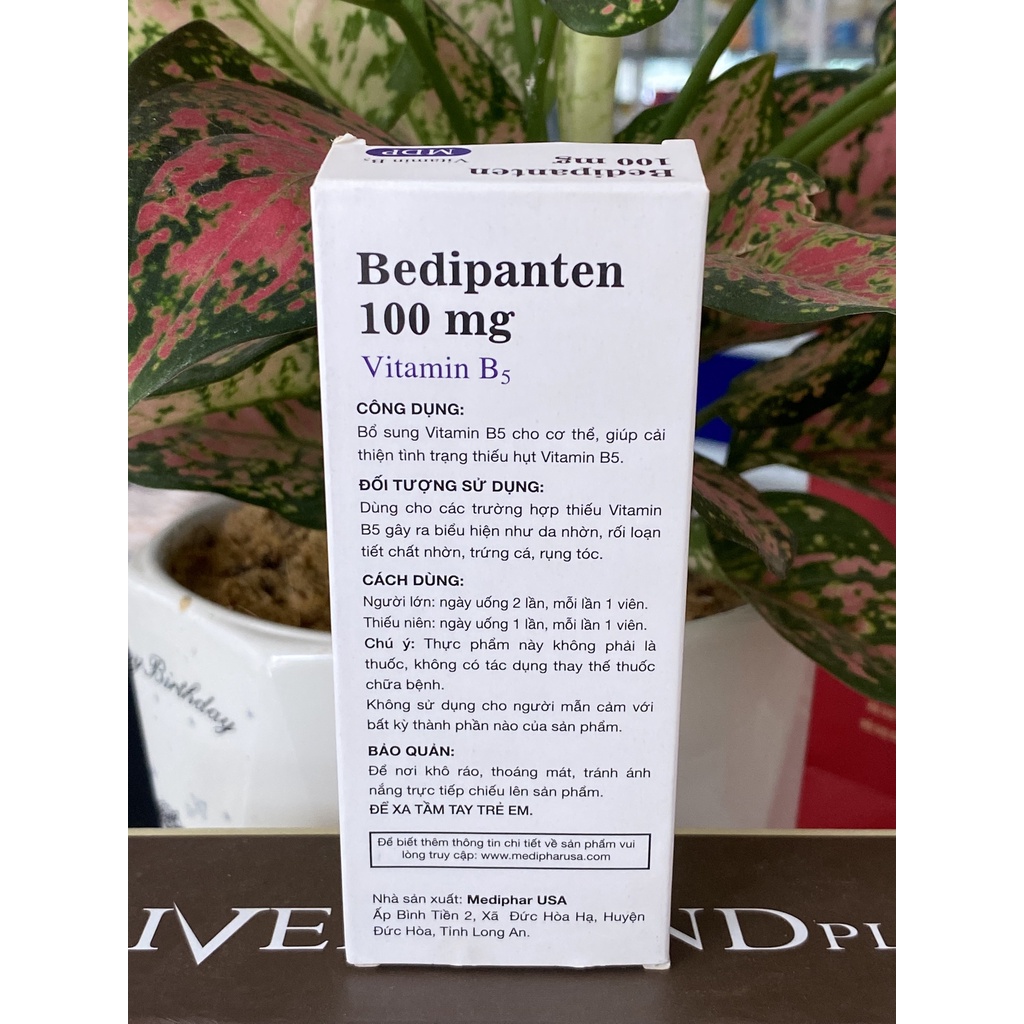 Vitamin B5
MDP
Bedipanten
100 mg
Bedipanten
100 mg
Vitamin B5
CÔNG DỤNG:
Bổ sung Vitamin B5 cho cơ thể, giúp cải
thiện tình trạng thiếu hụt Vitamin B5.
ĐỐI TƯỢNG SỬ DỤNG:
Dùng cho các trường hợp thiếu Vitamin
B5 gây ra biểu hiện như da nhờn, rối loạn
tiết chất nhờn, trứng cá, rụng tóc.
CÁCH DÙNG:
Người lớn: ngày uống 2 lần, mỗi lần 1 viên.
Thiếu niên: ngày uống 1 lần, mỗi lần 1 viên.
Chú ý: Thực phẩm này không phải là
thuốc, không có tác dụng thay thế thuốc
chữa bệnh.
Không sử dụng cho người mẫn cảm với
bất kỳ thành phần nào của sản phẩm.
BẢO QUẢN:
Để nơi khô ráo, thoáng mát, tránh ánh
nắng trực tiếp chiếu lên sản phẩm.
ĐỂ XA TẦM TAY TRẺ EM.
Để biết thêm thông tin chi tiết về sản phẩm vui
lòng truy cập: www.medipharusa.com
Nhà sản xuất: Mediphar USA
Ấp Bình Tiền 2, Xã Đức Hòa Hạ, Huyện
Đức Hòa, Tỉnh Long An.
Birthday